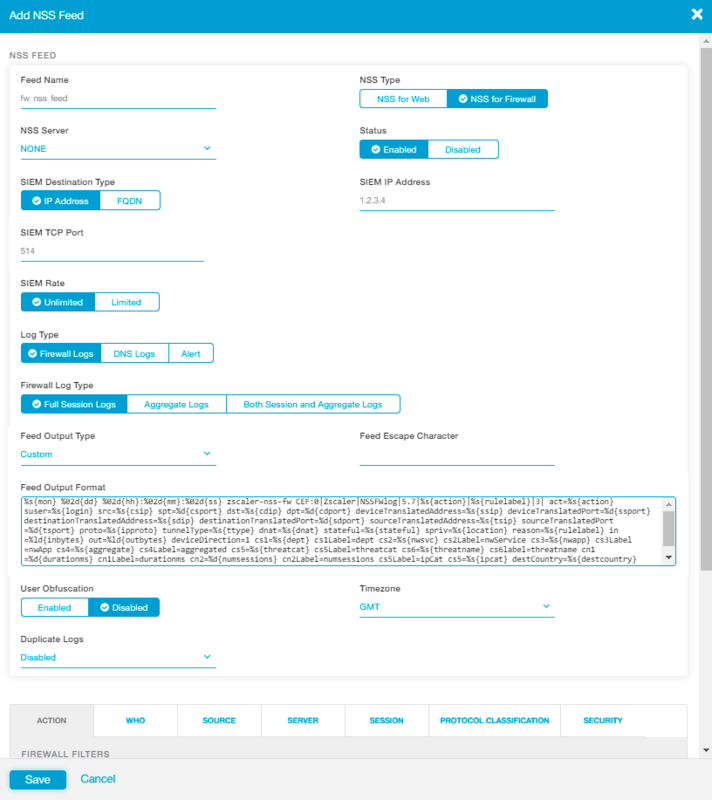 Add NSS Feed
NSS FEED
Feed Name
NSS Type
fw_nss_feed
NSS for Web
NSS for Firewall
NSS Server
Status
NONE
Enabled
Disabled
SIEM Destination Type
SIEM IP Address
IP Address
FQDN
1.2.3.4
SIEM TCP Port
514
SIEM Rate
Unlimited
Limited
Log Type
Firewall Logs
DNS Logs
Alert
Firewall Log Type
Full Session Logs
Aggregate Logs
Both Session and Aggregate Logs
Feed Output Type
Feed Escape Character
Custom
Feed Output Format
%s{mon} %02d{dd} %02d{hh}:%02d{mm}:%02d{ss} zscaler-nss-fw CEF:0|Zscaler|NSSFWlog|5.7|%s{action}|%s{rulelabel}|3| act=%s{action}
suser=%s{login} src=%s{csip} spt=%d{csport} dst=%s{cdip} dpt=%d{cdport} deviceTranslatedAddress=%s{ssip} deviceTranslatedPort=%d{ssport}
destinationTranslatedAddress=%s{sdip} destinationTranslatedPort=%d{sdport} sourceTranslatedAddress=%s{tsip} sourceTranslatedPort
=%d{tsport} proto=%s{ipproto} tunnelType=%s{ttype} dnat=%s{dnat} stateful=%s{stateful} spriv=%s{location} reason=%s{rulelabel} in
=%ld{inbytes} out=%ld{outbytes} deviceDirection=1 cs1=%s{dept} cs1Label=dept cs2=%s{nwsvc} cs2Label=nwService cs3=%s{nwapp} cs3Label
=nwApp cs4=%s{aggregate} cs4Label=aggregated cs5=%s{threatcat} cs5Label=threatcat cs6=%s{threatname} cs6label=threatname cn1
=%d{durationms} cn1Label=durationms cn2=%d{numsessions} cn2Label=numsessions cs5Label=ipCat cs5=%s{ipcat} destCountry=%s{destcountry}
User Obfuscation
Timezone
Enabled
Disabled
GMT
Duplicate Logs
Disabled
ACTION
WHO
SOURCE
SERVER
SESSION
PROTOCOL CLASSIFICATION
SECURITY
FIREWALL FILTERS
Save
Cancel